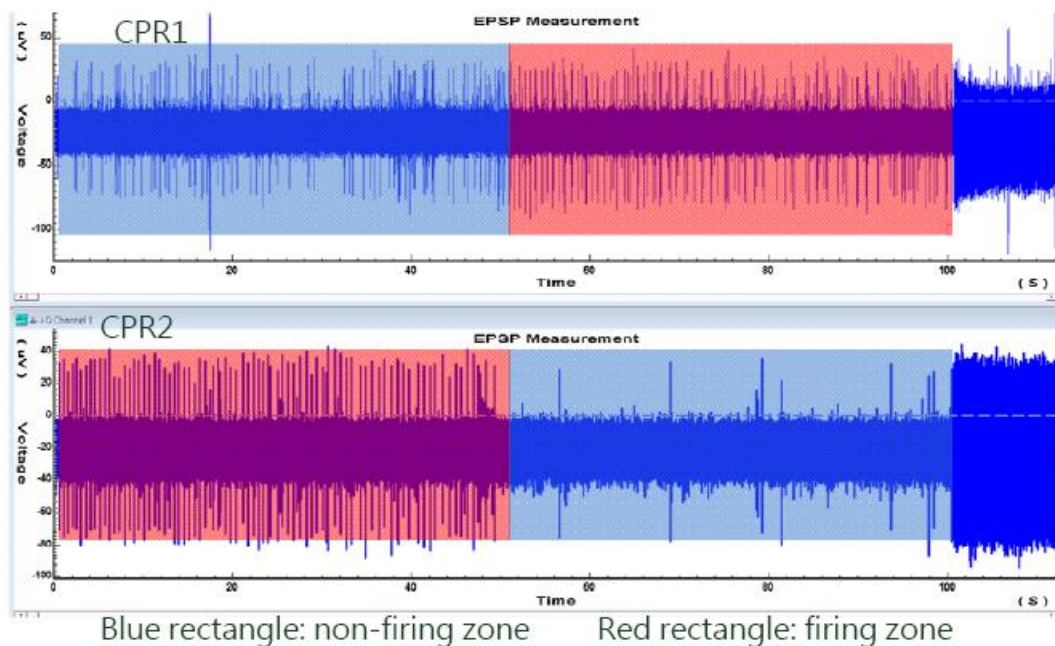 EPSP Measurement
CPR1
( uV )
Voltage
50
0
-50
-100
0 20 40 60 80 100
Time ( S )
CPR2
EPSP Measurement
( uV )
Voltage
40
20
0
-20
-40
-60
-80
-100
0 20 40 60 80 100
Time ( S )
Blue rectangle: non-firing zone Red rectangle: firing zone